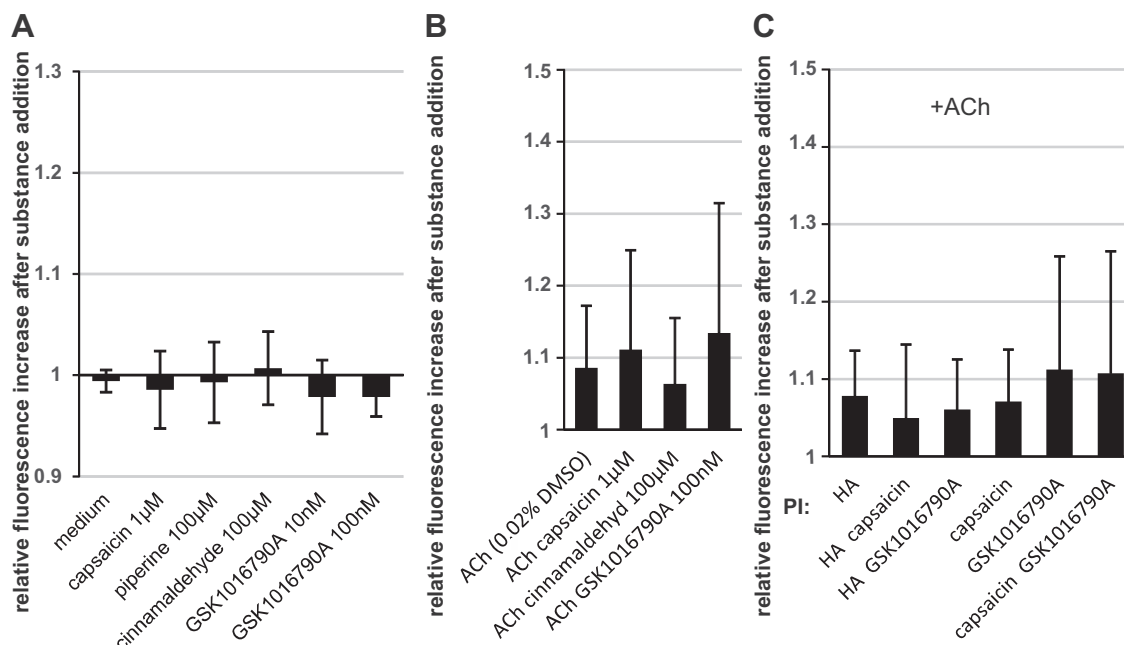 A
relative fluorescence increase after substance addition
1.3
1.2
1.1
1
0.9
medium
capsaicin 1µM
piperine 100µM
cinnamaldehyde 100µM
GSK1016790A 10nM
GSK1016790A 100nM
B
relative fluorescence increase after substance addition
1.5
1.4
1.3
1.2
1.1
1
ACh (0.02% DMSO)
ACh capsaicin 1µM
ACh cinnamaldehyd 100µM
ACh GSK1016790A 100nM
C
relative fluorescence increase after substance addition
1.5
1.4
1.3
1.2
1.1
1
+ACh
PI:
HA
HA capsaicin
HA GSK1016790A
capsaicin
GSK1016790A
capsaicin GSK1016790A